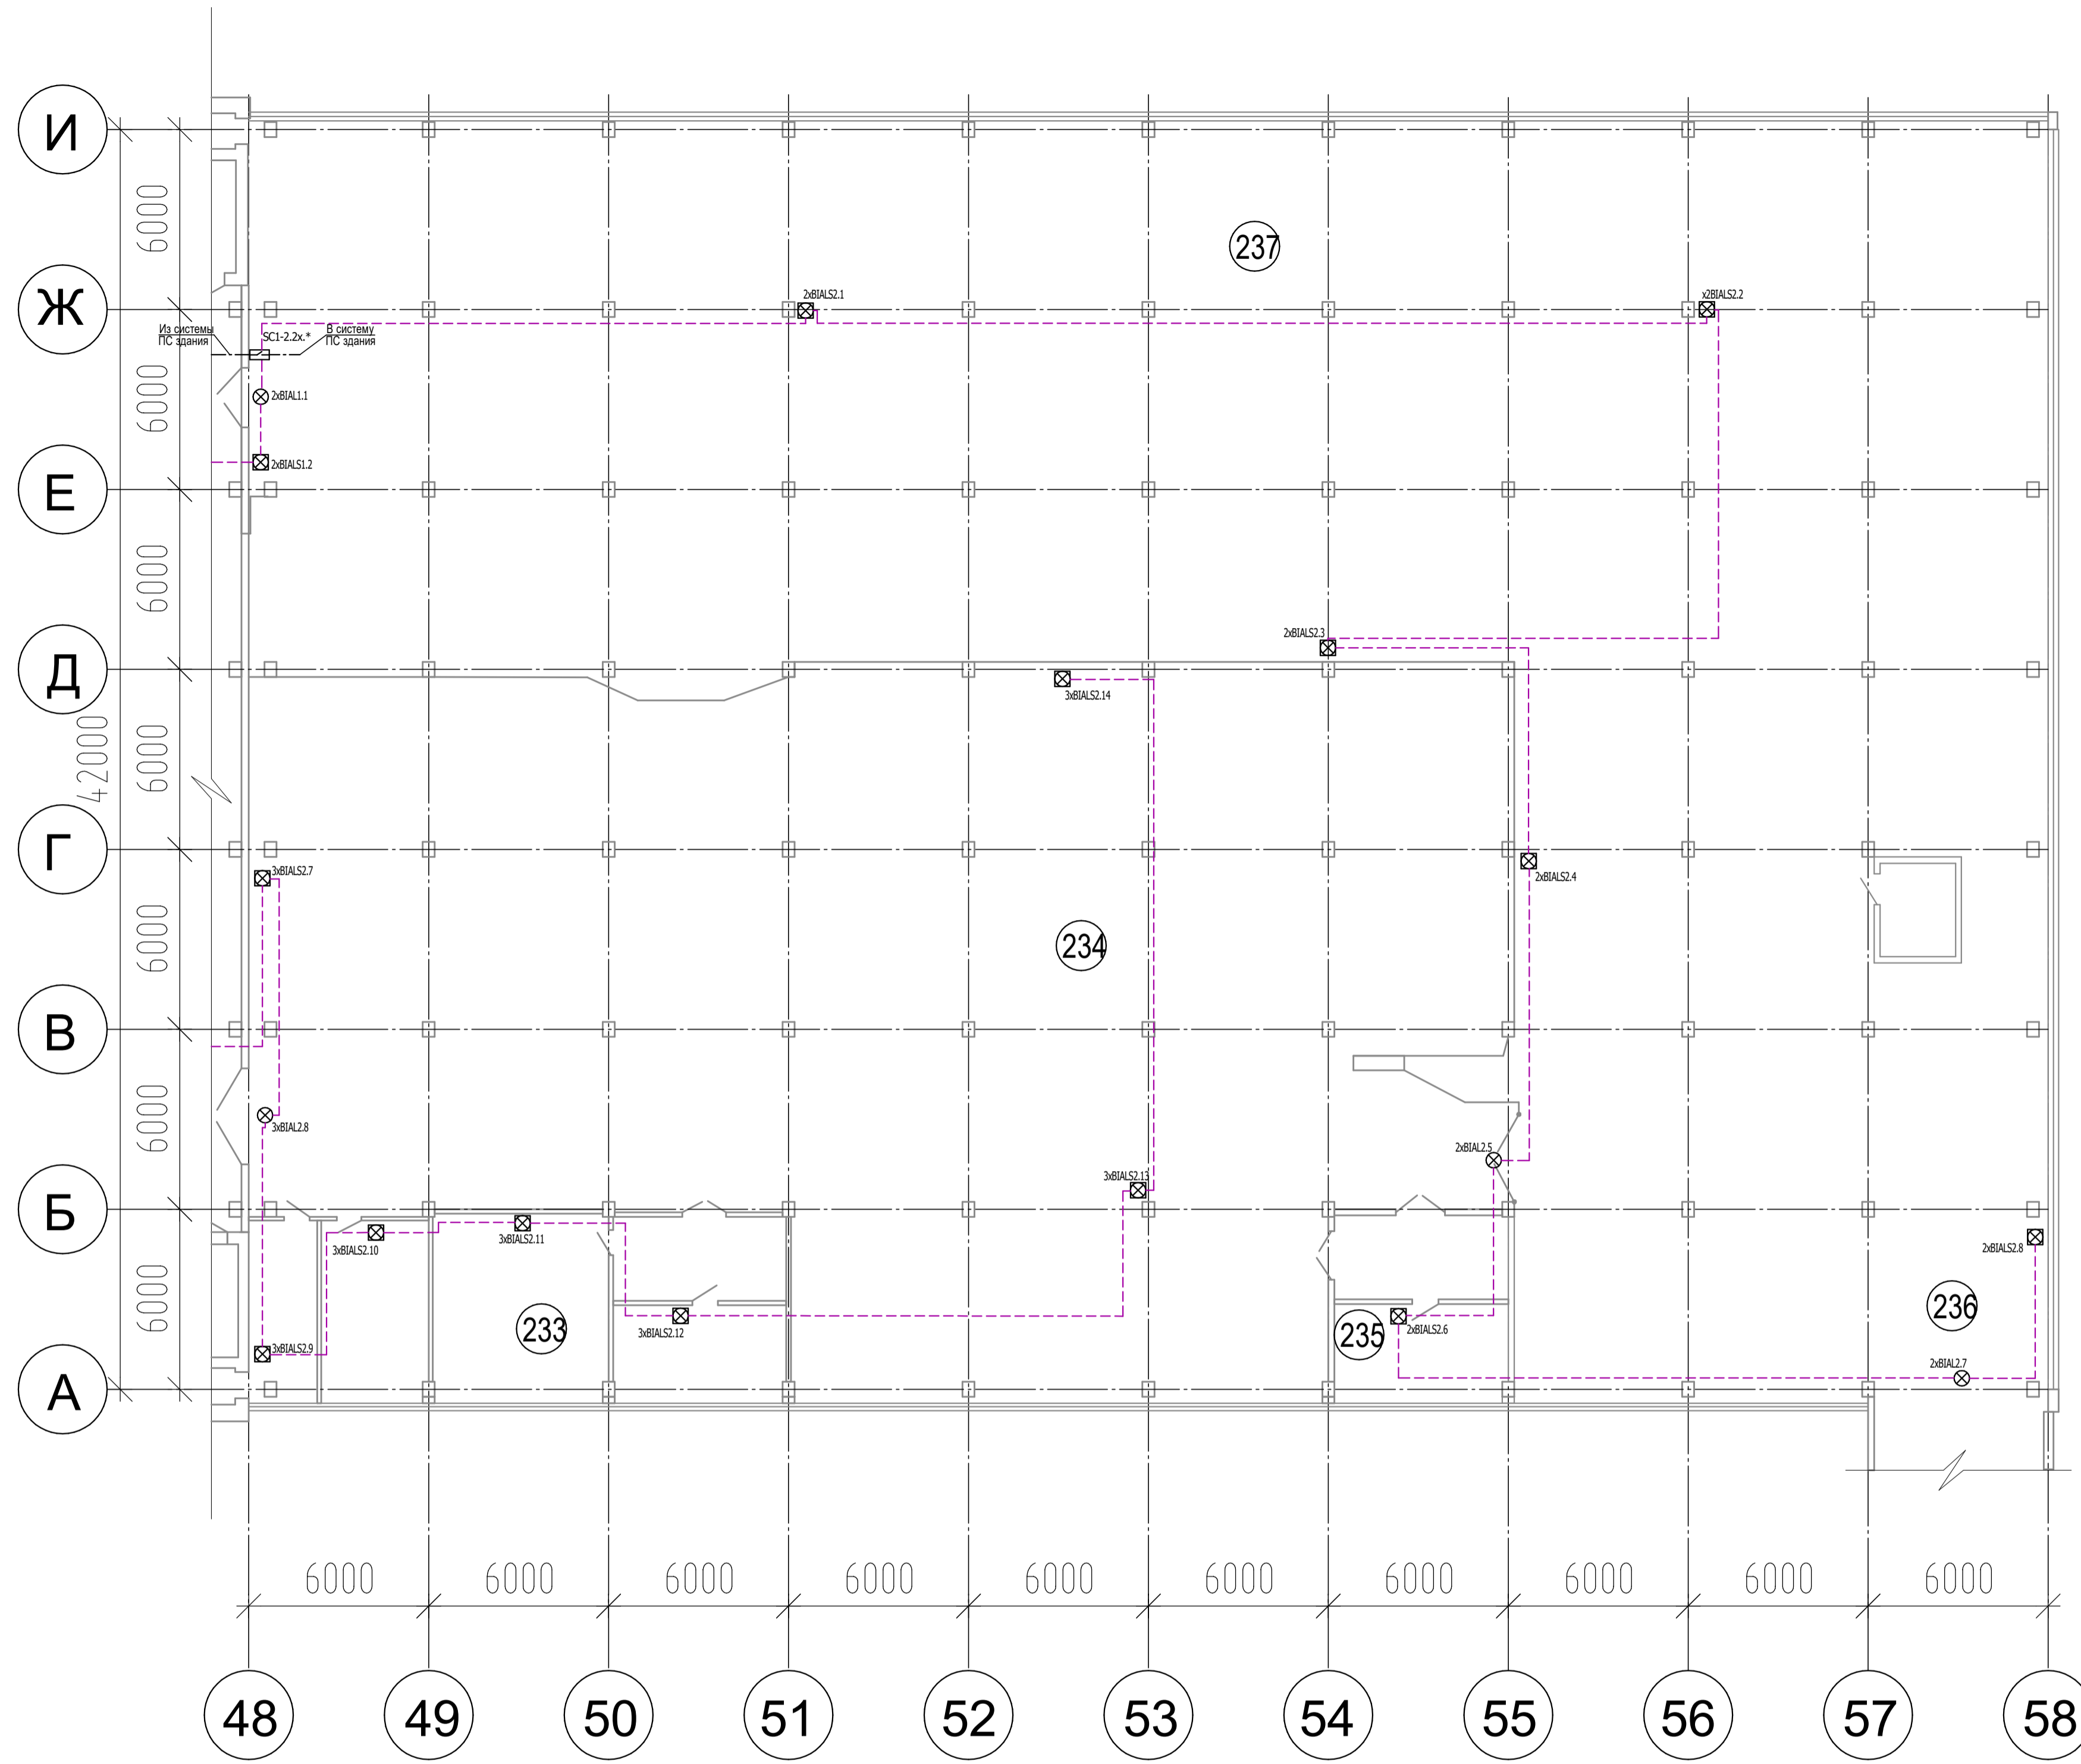 И
6000
237
Ж
2xBIALS2.1
x2BIALS2.2
Из системы
ПС здания
SC1-2.2x.*
В систему
ПС здания
6000
2xBIAL1.1
2xBIALS1.2
Е
6000
2xBIALS2.3
Д
3xBIALS2.14
42000
6000
Г
3xBIALS2.7
2xBIALS2.4
6000
234
В
6000
3xBIAL2.8
2xBIAL2.5
3xBIALS2.13
Б
3xBIALS2.10
3xBIALS2.11
2xBIALS2.8
6000
233
235
236
3xBIALS2.12
2xBIALS2.6
3xBIALS2.9
2xBIAL2.7
А
6000 6000 6000 6000 6000 6000 6000 6000 6000 6000
48 49 50 51 52 53 54 55 56 57 58